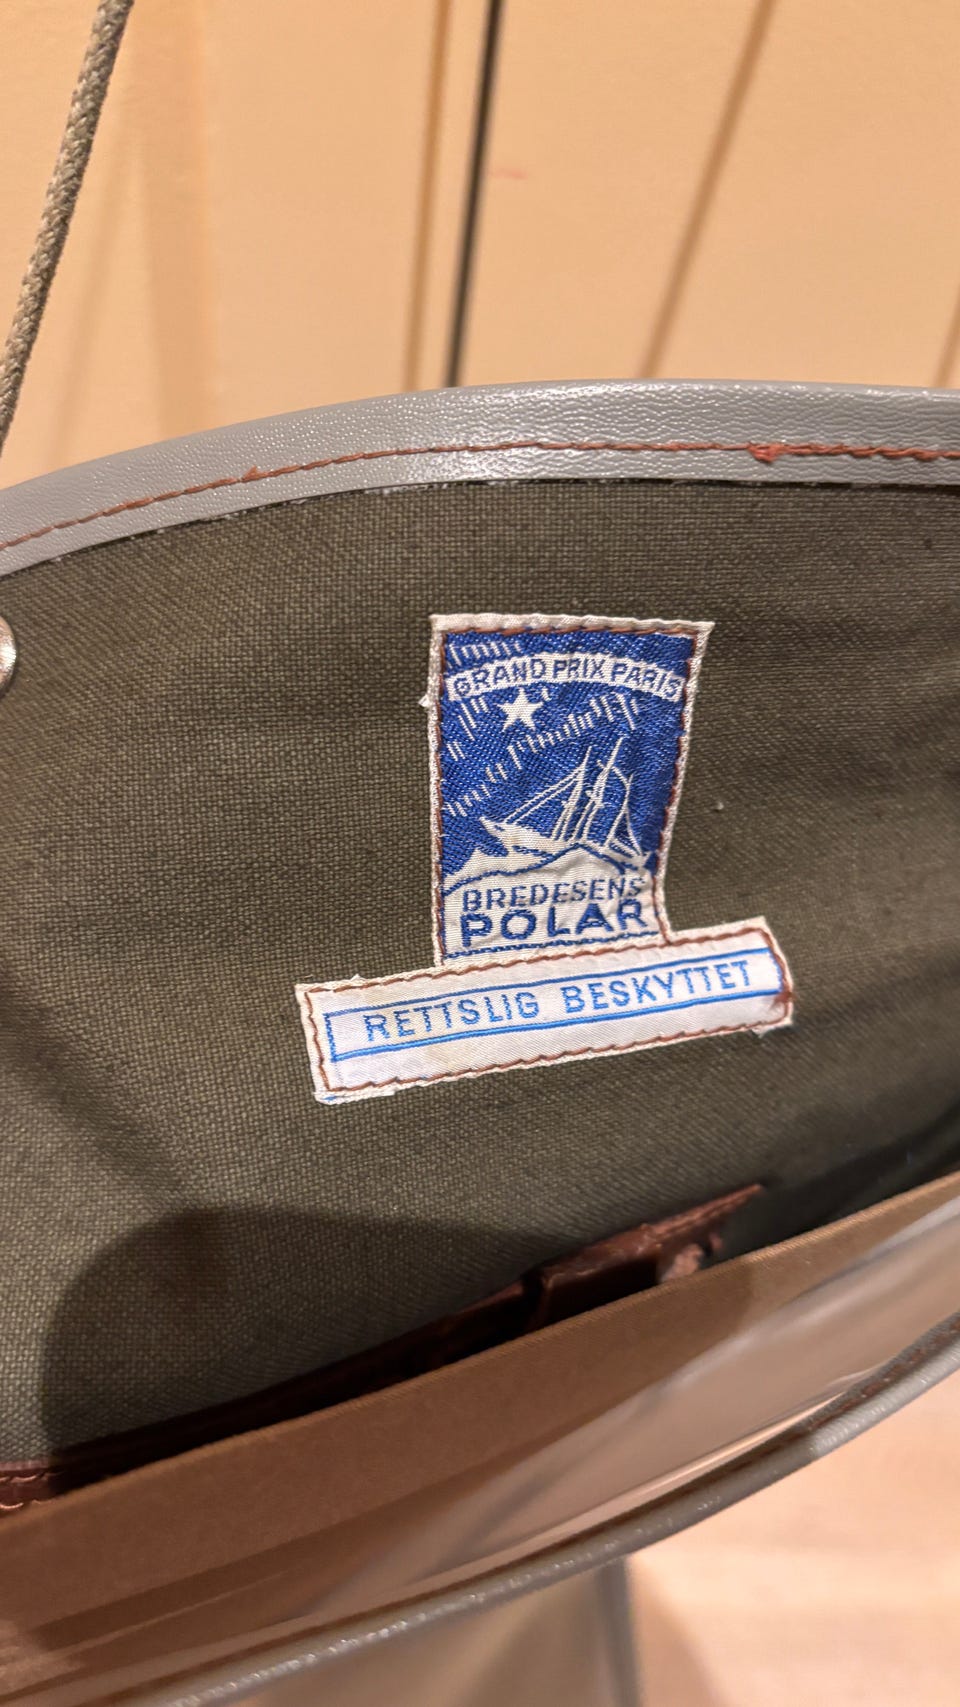 GRAND PRIX PARIS
BREDESENS
POLAR
RETTSLIG BESKYTTET